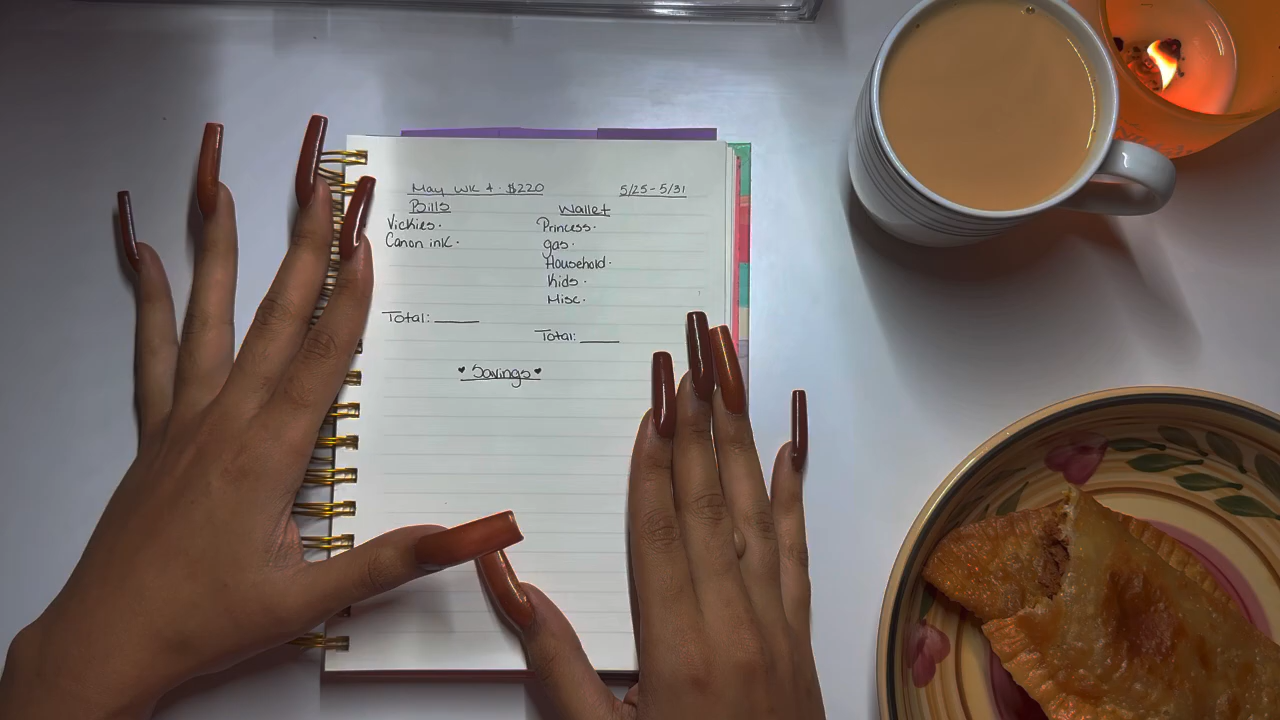 May WK 4 · $220
5/25 - 5/31
Bills
Vickies ·
Canon ink ·
Total: ____
Wallet
Princess ·
gas ·
Household ·
Kids ·
Misc ·
Total: ____
♥ Savings ♥